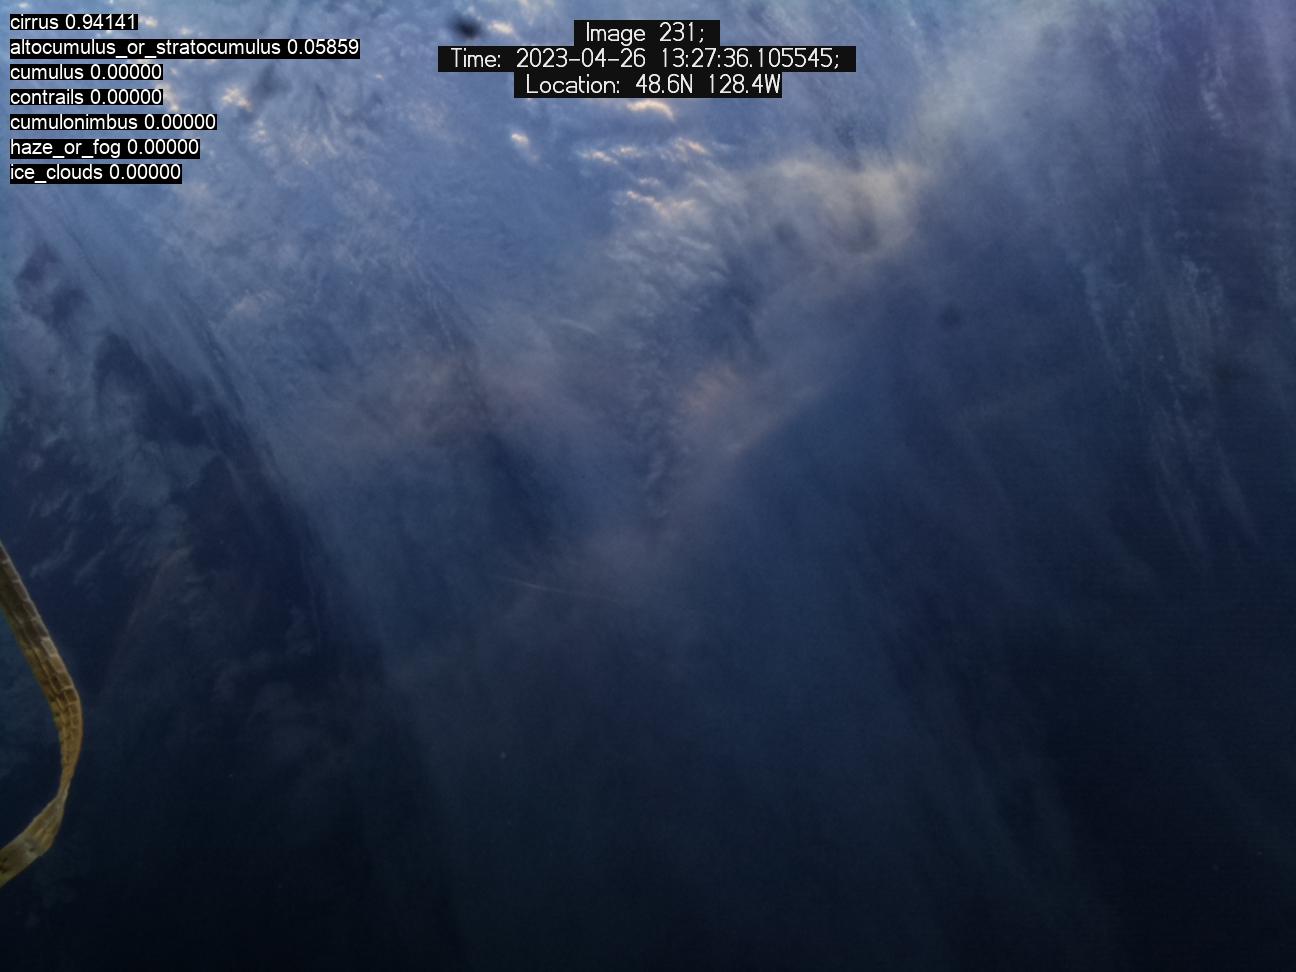 cirrus 0.94141
altocumulus_or_stratocumulus 0.05859
cumulus 0.00000
contrails 0.00000
cumulonimbus 0.00000
haze_or_fog 0.00000
ice_clouds 0.00000
Image 231;
Time: 2023-04-26 13:27:36.105545;
Location: 48.6N 128.4W